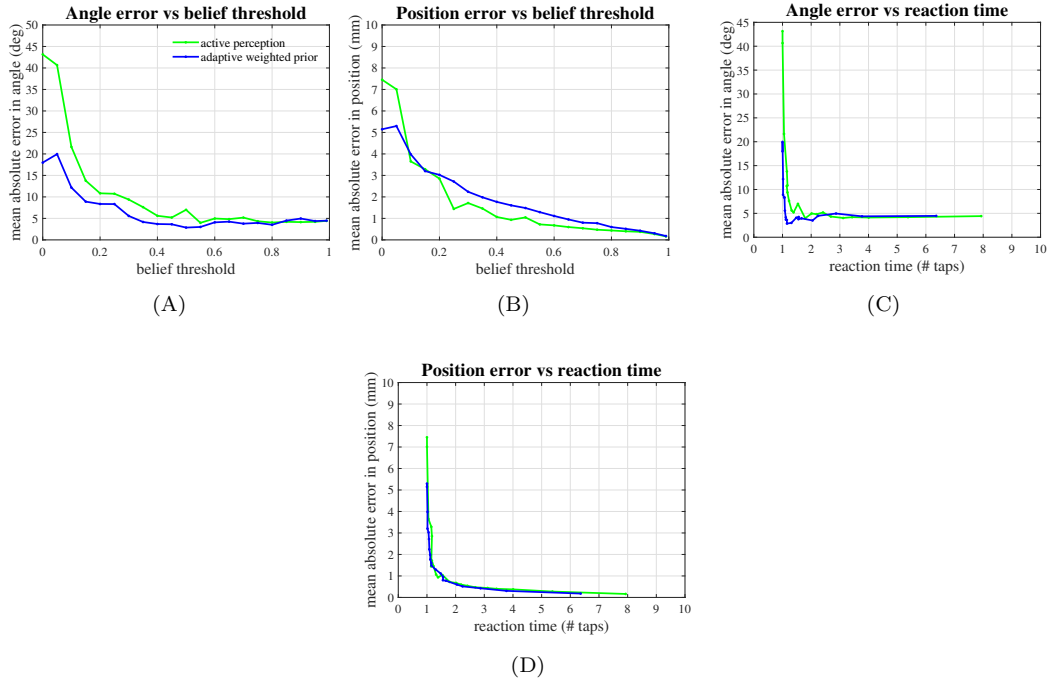 Angle error vs belief threshold
mean absolute error in angle (deg)
50
45
40
35
30
25
20
15
10
5
0
active perception
adaptive weighted prior
0 0.2 0.4 0.6 0.8 1
belief threshold
(A)
Position error vs belief threshold
mean absolute error in position (mm)
10
9
8
7
6
5
4
3
2
1
0
0 0.2 0.4 0.6 0.8 1
belief threshold
(B)
Angle error vs reaction time
mean absolute error in angle (deg)
45
40
35
30
25
20
15
10
5
0
0 1 2 3 4 5 6 7 8 9 10
reaction time (# taps)
(C)
Position error vs reaction time
mean absolute error in position (mm)
10
9
8
7
6
5
4
3
2
1
0
0 1 2 3 4 5 6 7 8 9 10
reaction time (# taps)
(D)